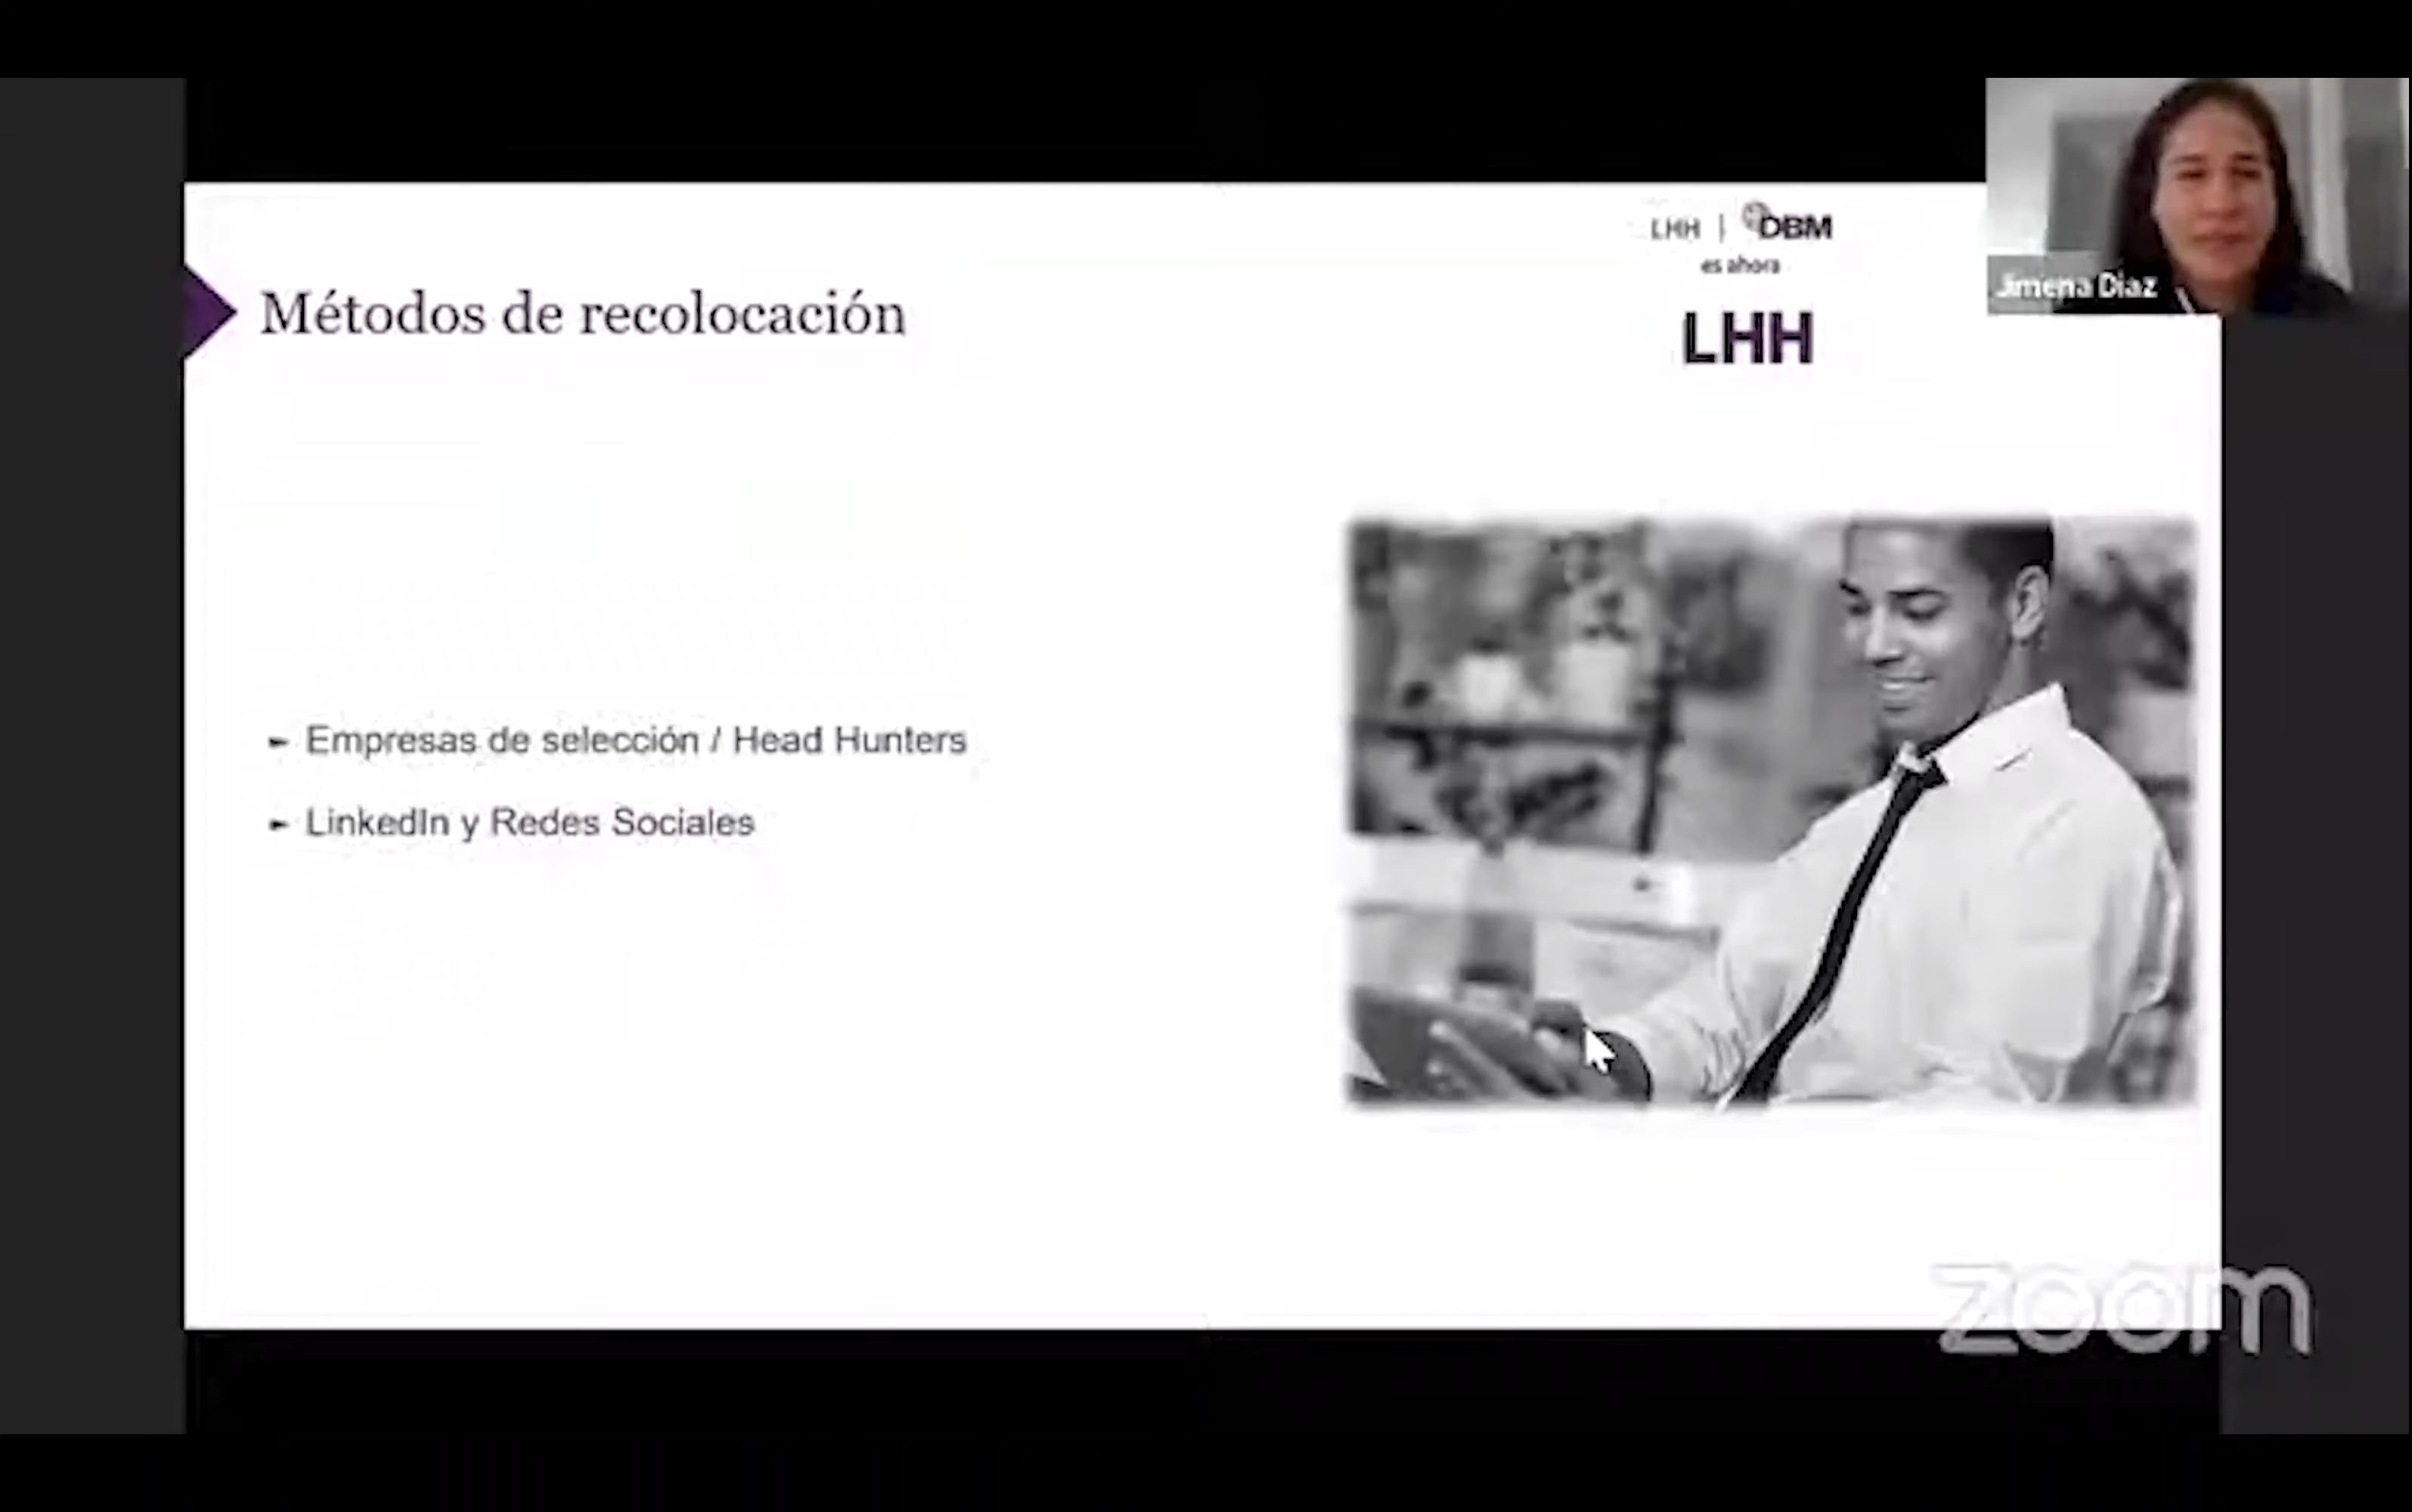 LHH | DBM
es ahora
LHH
Jimena Diaz
Métodos de recolocación
► Empresas de selección / Head Hunters
► LinkedIn y Redes Sociales
zoom